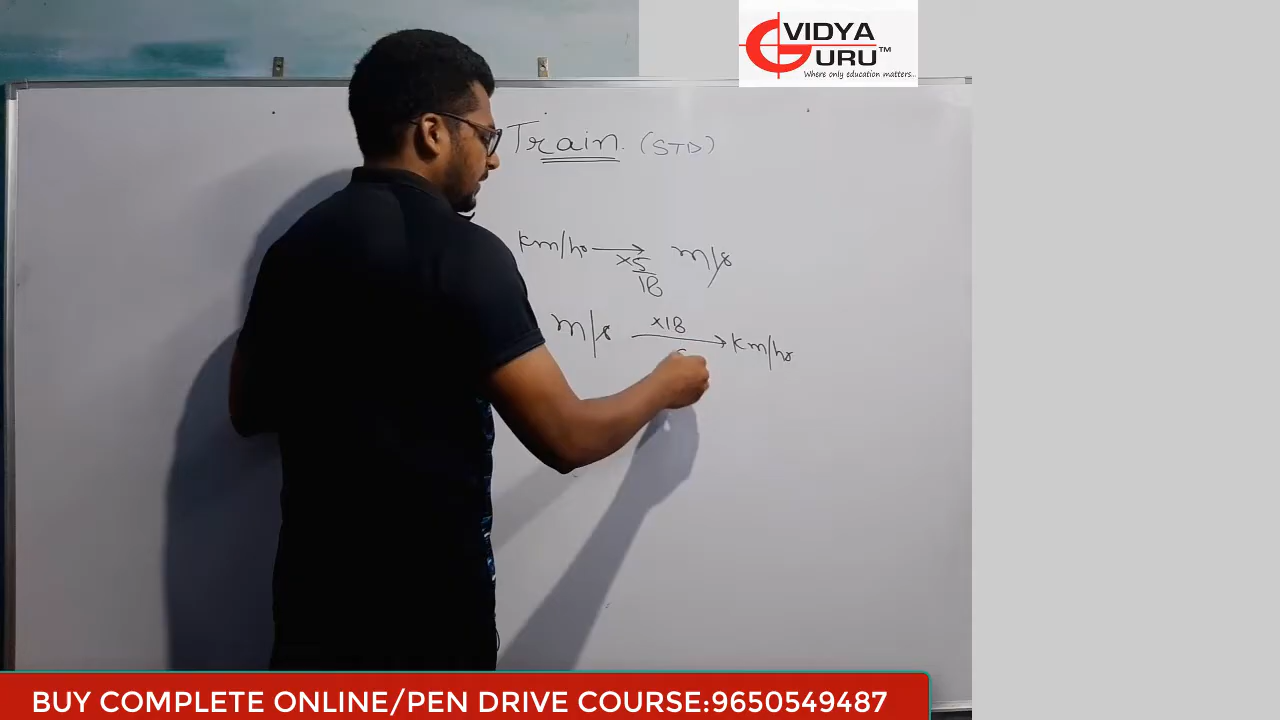 VIDYA
GURU™
Where only education matters...
Train. (STD)
km/hr → m/s
×5
18
×18
m/s → km/hr
BUY COMPLETE ONLINE/PEN DRIVE COURSE:9650549487